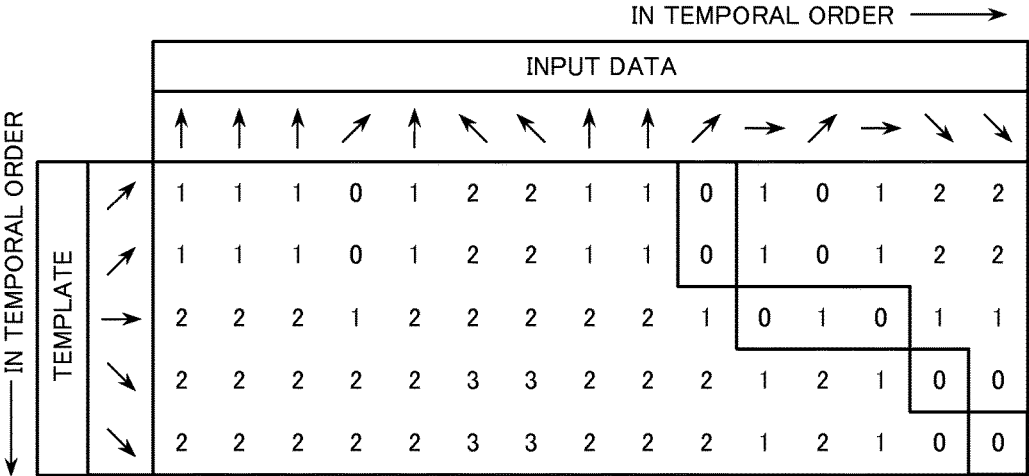 IN TEMPORAL ORDER
INPUT DATA
IN TEMPORAL ORDER
TEMPLATE
1 1 1 0 1 2 2 1 1 0 1 0 1 2 2
1 1 1 0 1 2 2 1 1 0 1 0 1 2 2
2 2 2 1 2 2 2 2 2 1 0 1 0 1 1
2 2 2 2 2 3 3 2 2 2 1 2 1 0 0
2 2 2 2 2 3 3 2 2 2 1 2 1 0 0